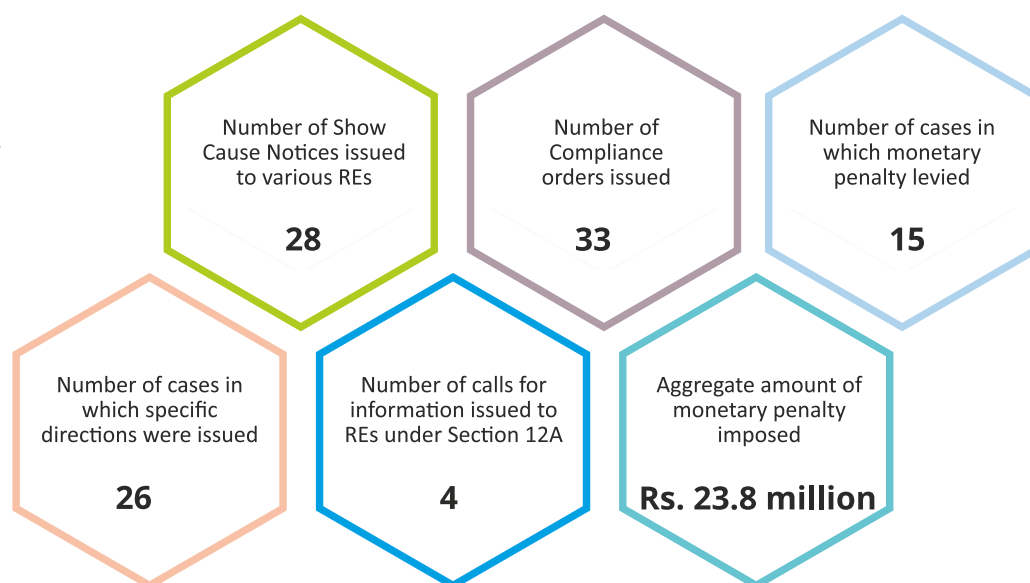 Number of Show
Cause Notices issued
to various REs
28
Number of
Compliance
orders issued
33
Number of cases in
which monetary
penalty levied
15
Number of cases in
which specific
directions were issued
26
Number of calls for
information issued to
REs under Section 12A
4
Aggregate amount of
monetary penalty
imposed
Rs. 23.8 million